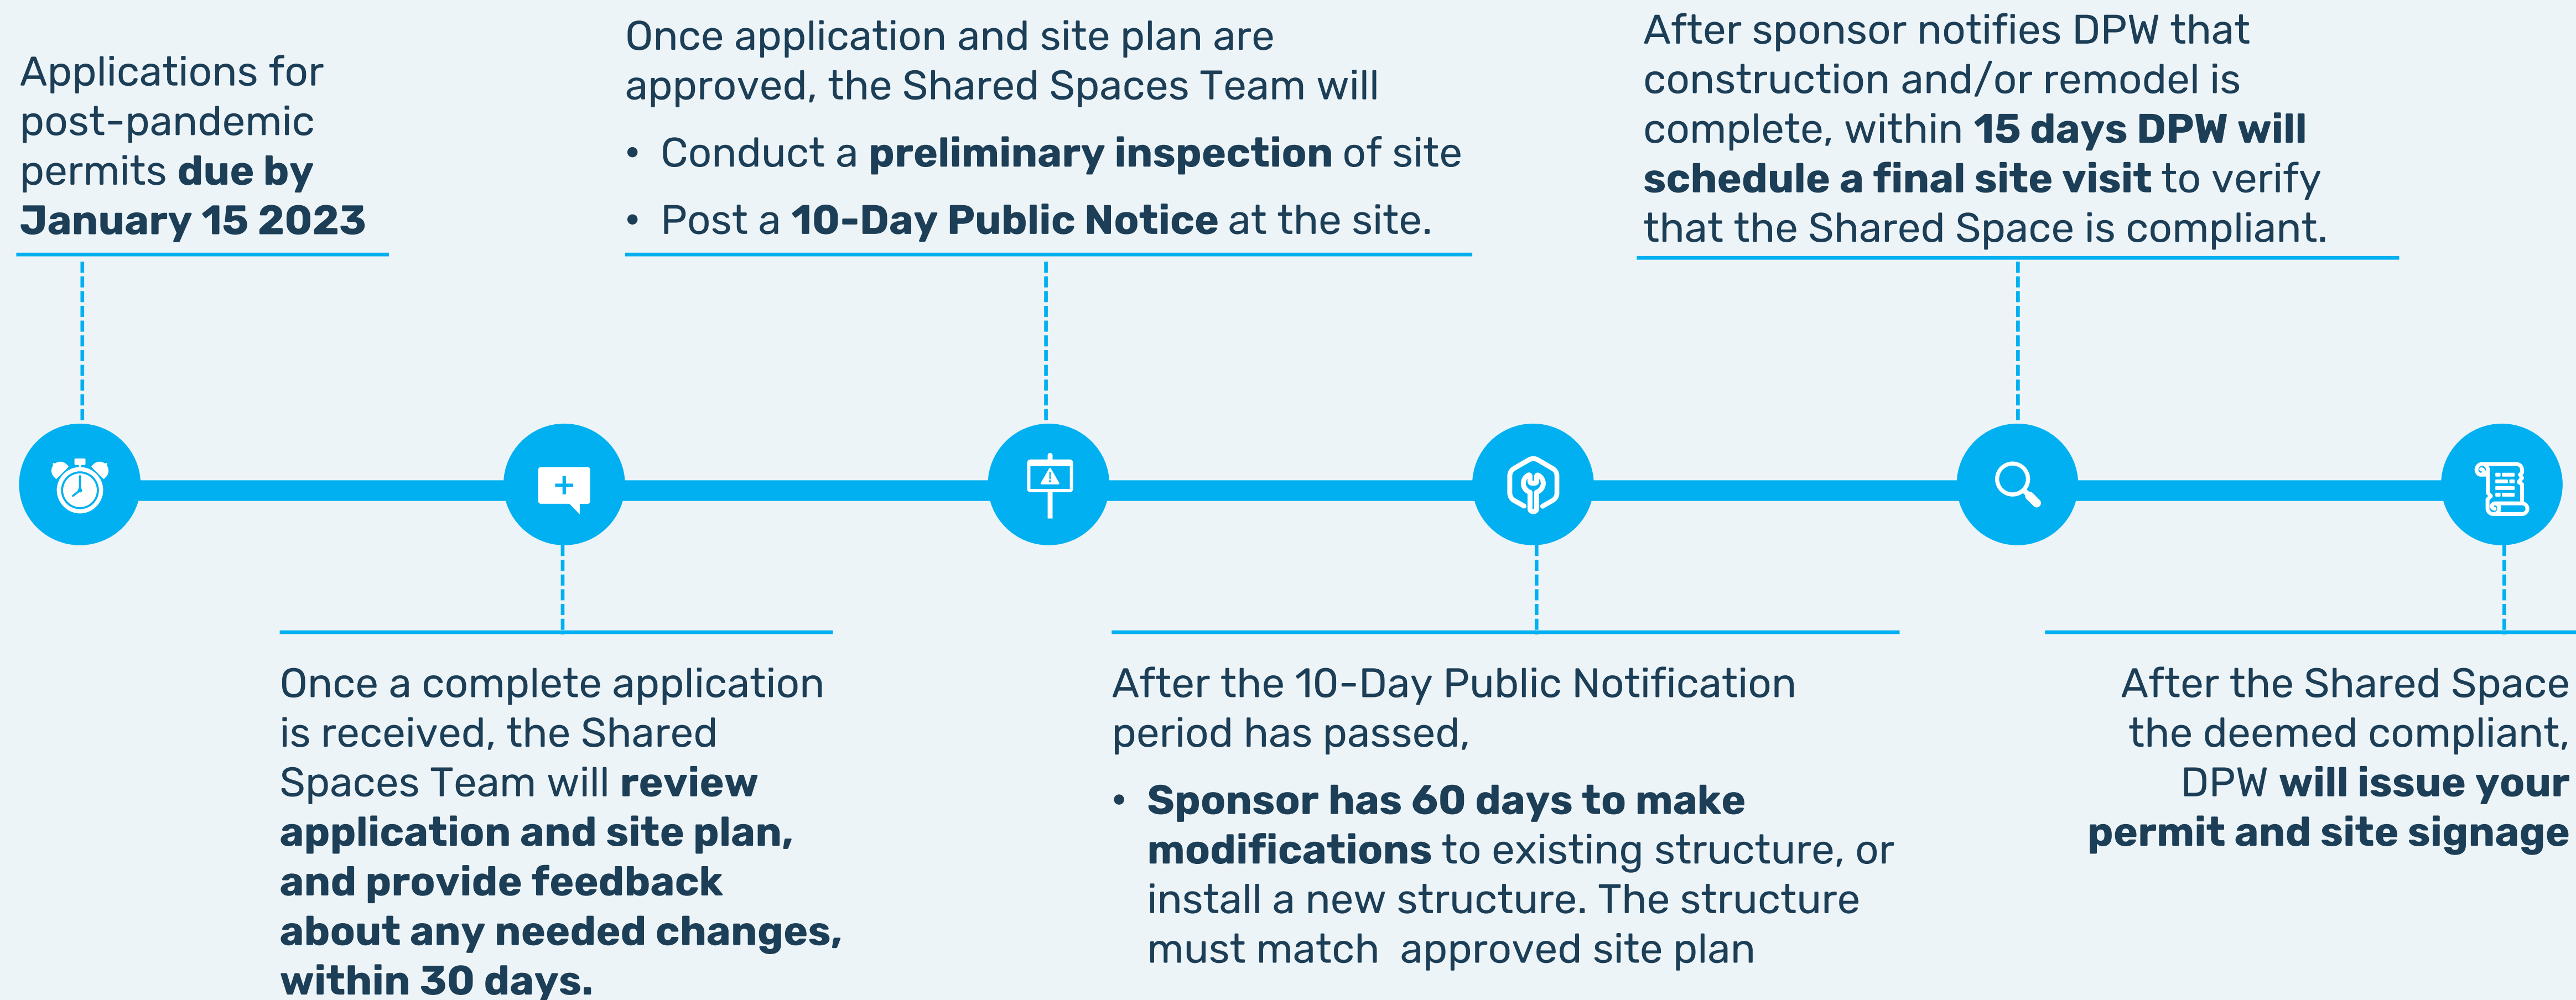 Applications for
post-pandemic
permits due by
January 15 2023
Once a complete application
is received, the Shared
Spaces Team will review
application and site plan,
and provide feedback
about any needed changes,
within 30 days.
Once application and site plan are
approved, the Shared Spaces Team will
• Conduct a preliminary inspection of site
• Post a 10-Day Public Notice at the site.
After the 10-Day Public Notification
period has passed,
• Sponsor has 60 days to make
modifications to existing structure, or
install a new structure. The structure
must match  approved site plan
After sponsor notifies DPW that
construction and/or remodel is
complete, within 15 days DPW will
schedule a final site visit to verify
that the Shared Space is compliant.
After the Shared Space
the deemed compliant,
DPW will issue your
permit and site signage